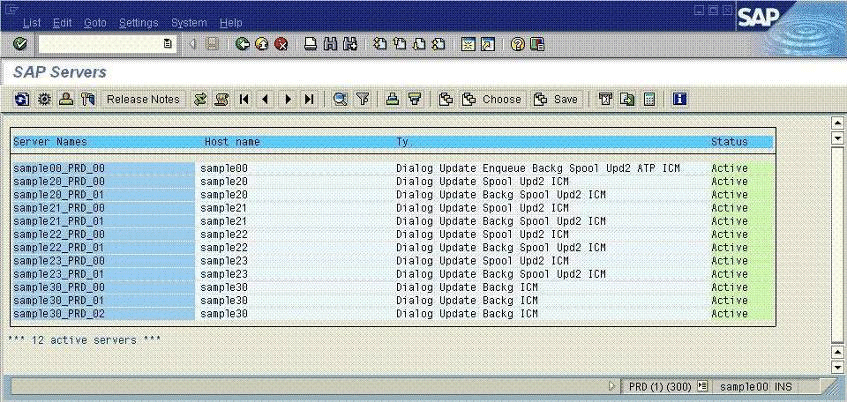 List Edit Goto Settings System Help
SAP
SAP Servers
Release Notes Choose Save
Server Names Host name Ty. Status
sample00_PRD_00 sample00 Dialog Update Enqueue Backg Spool Upd2 ATP ICM Active
sample20_PRD_00 sample20 Dialog Update Spool Upd2 ICM Active
sample20_PRD_01 sample20 Dialog Update Backg Spool Upd2 ICM Active
sample21_PRD_00 sample21 Dialog Update Spool Upd2 ICM Active
sample21_PRD_01 sample21 Dialog Update Backg Spool Upd2 ICM Active
sample22_PRD_00 sample22 Dialog Update Spool Upd2 ICM Active
sample22_PRD_01 sample22 Dialog Update Backg Spool Upd2 ICM Active
sample23_PRD_00 sample23 Dialog Update Spool Upd2 ICM Active
sample23_PRD_01 sample23 Dialog Update Backg Spool Upd2 ICM Active
sample30_PRD_00 sample30 Dialog Update Backg ICM Active
sample30_PRD_01 sample30 Dialog Update Backg ICM Active
sample30_PRD_02 sample30 Dialog Update Backg ICM Active
*** 12 active servers ***
PRD (1) (300) sample00 INS